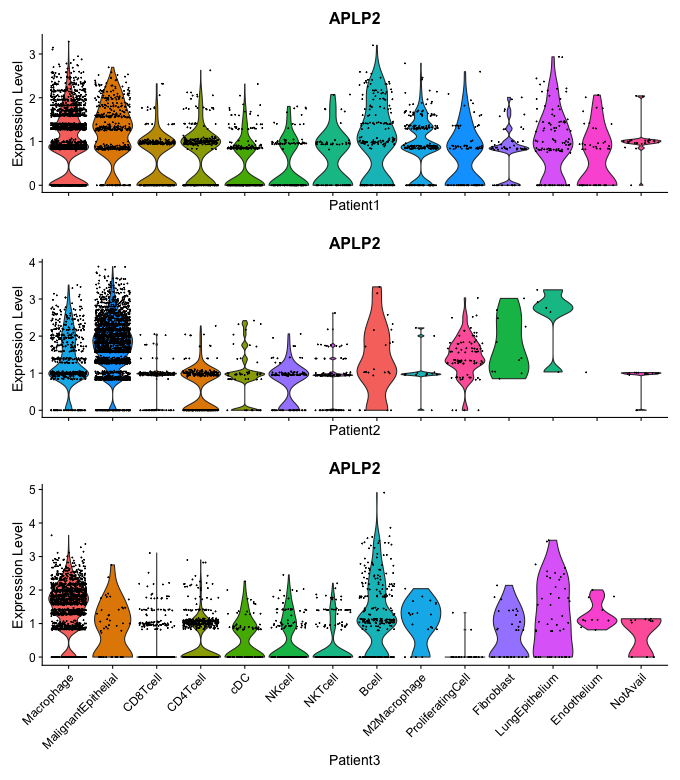 APLP2
Expression Level
3
2
1
0
Patient1
APLP2
Expression Level
4
3
2
1
0
Patient2
APLP2
Expression Level
5
4
3
2
1
0
Macrophage
MalignantEpithelial
CD8Tcell
CD4Tcell
cDC
NKcell
NKTcell
Bcell
M2Macrophage
ProliferatingCell
Fibroblast
LungEpithelium
Endothelium
NotAvail
Patient3